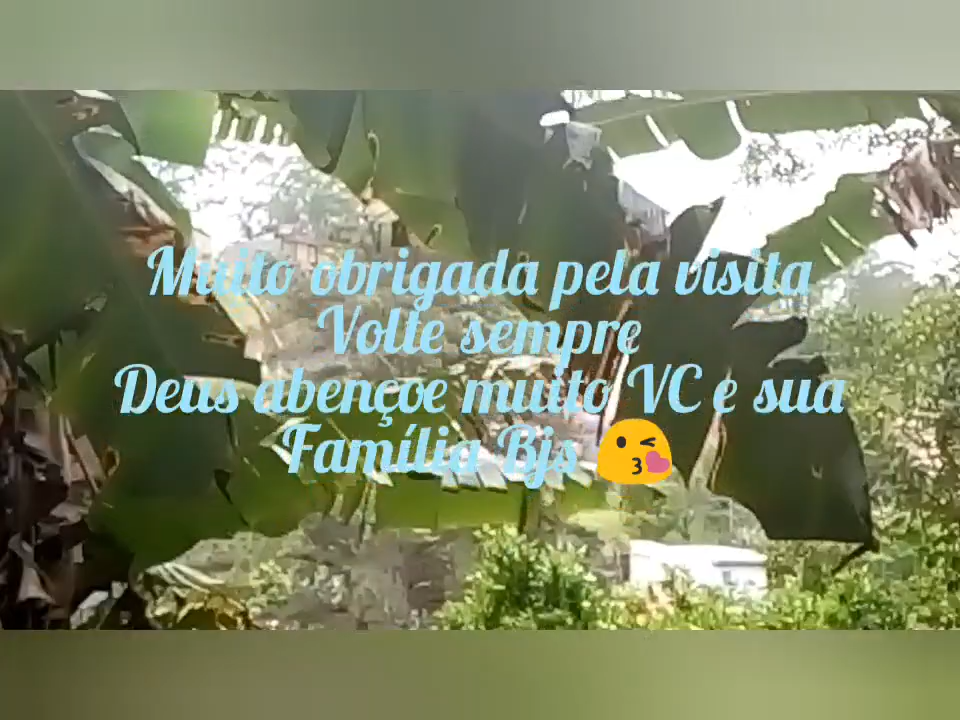 Muito obrigada pela visita
Volte sempre
Deus abençoe muito VC e sua
Família Bjs 😘